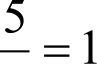 5
— = 1